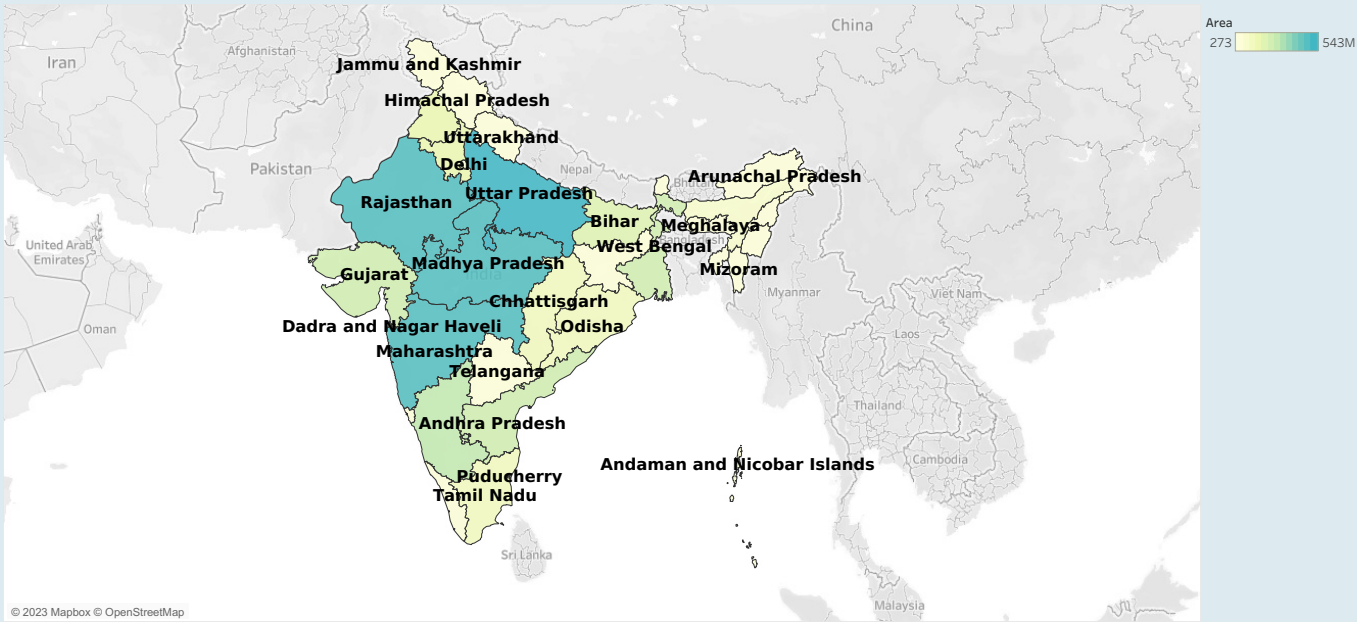 Area
273 543M
China
Afghanistan
Iran
Jammu and Kashmir
Himachal Pradesh
Uttarakhand
Delhi
Pakistan
Nepal
Bhutan
Arunachal Pradesh
Uttar Pradesh
Rajasthan
Bihar
Meghalaya
Bangladesh
West Bengal
United Arab
Emirates
Madhya Pradesh
India
Gujarat
Mizoram
Myanmar
Viet Nam
Chhattisgarh
Dadra and Nagar Haveli
Odisha
Oman
Laos
Maharashtra
Telangana
Thailand
Andhra Pradesh
Andaman and Nicobar Islands
Cambodia
Puducherry
Tamil Nadu
Sri Lanka
Malaysia
© 2023 Mapbox © OpenStreetMap